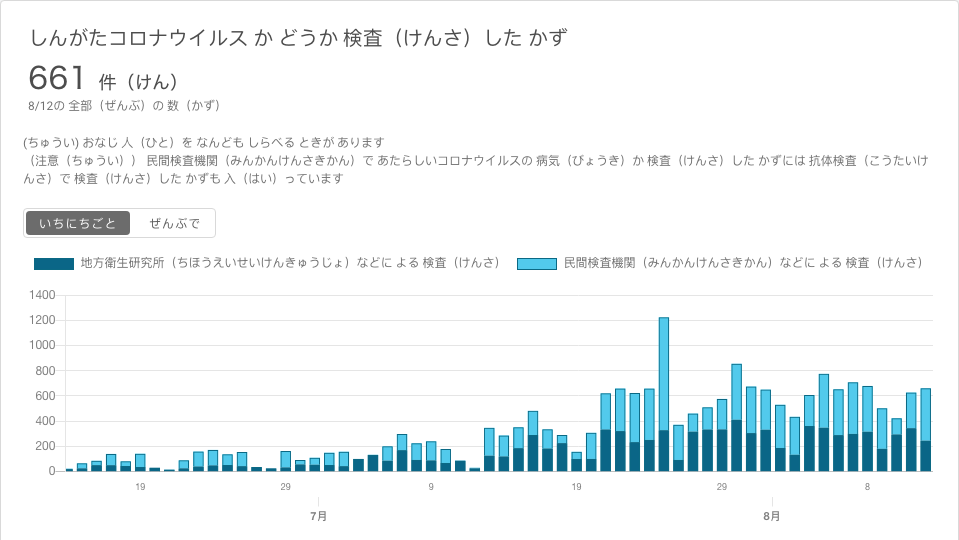 しんがたコロナウイルス か どうか 検査（けんさ）した かず
661 件（けん）
8/12の 全部（ぜんぶ）の 数（かず）
(ちゅうい) おなじ 人（ひと）を なんども しらべる ときが あります
（注意（ちゅうい）） 民間検査機関（みんかんけんさきかん）で あたらしいコロナウイルスの 病気（びょうき）か 検査（けんさ）した かずには 抗体検査（こうたいけ
んさ）で 検査（けんさ）した かずも 入（はい）っています
いちにちごと ぜんぶで
地方衛生研究所（ちほうえいせいけんきゅうじょ）などに よる 検査（けんさ） 民間検査機関（みんかんけんさきかん）などに よる 検査（けんさ）
1400
1200
1000
800
600
400
200
0
19 29 9 19 29 8
7月 8月